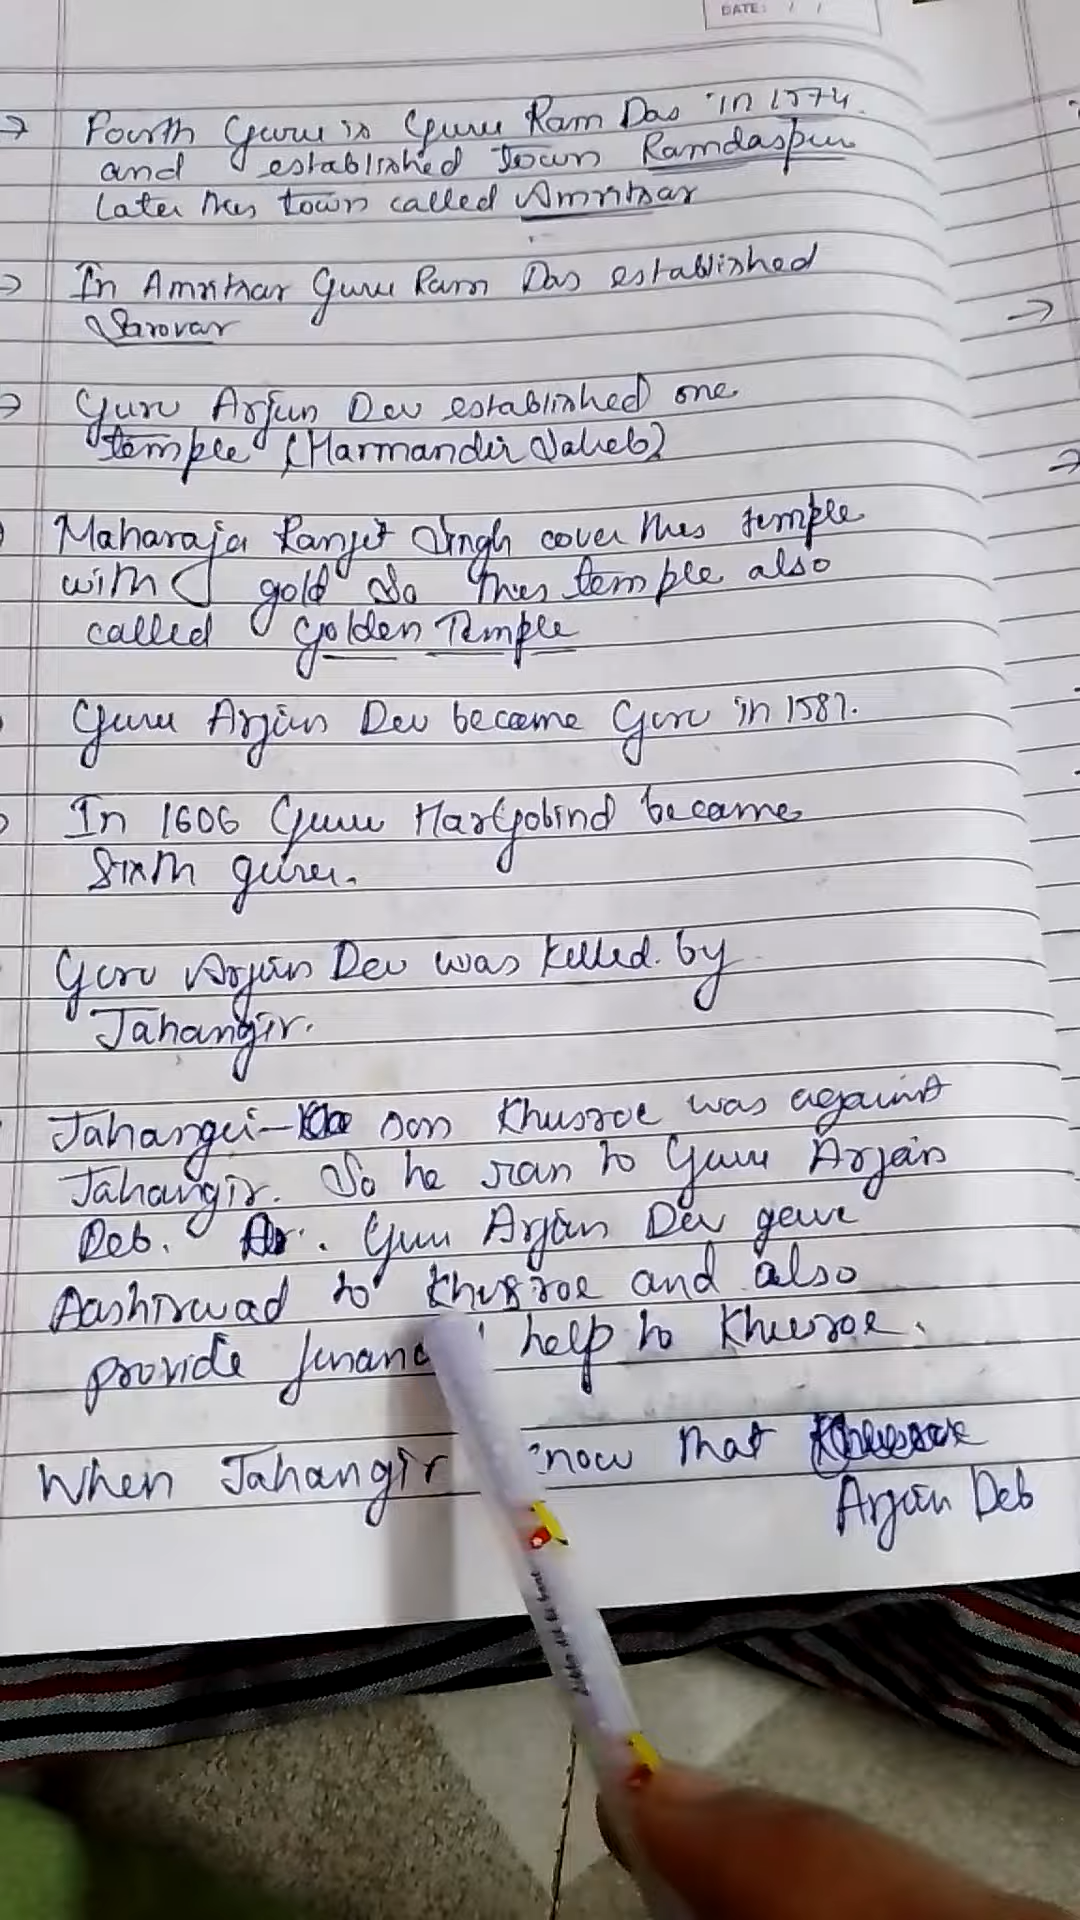 DATE: / /
→ Fourth Guru is Guru Ram Das in 1574.
and established town Ramdaspur
later this town called Amritsar
→ In Amritsar Guru Ram Das established
Sarovar
→ Guru Arjun Dev established one
temple (Harmandir Saheb)
Maharaja Ranjit Singh cover this temple
with gold So this temple also
called Golden Temple
Guru Arjun Dev became Guru in 1581.
In 1606 Guru HarGobind became
Sixth guru.
Guru Arjun Dev was killed by
Jahangir.
Jahangir son Khusroe was against
Jahangir. So he ran to Guru Arjan
Deb. Guru Arjan Dev gave
Aashirwad to Khusroe and also
provide help to Khusroe.
When Jahangir that
Arjun Deb